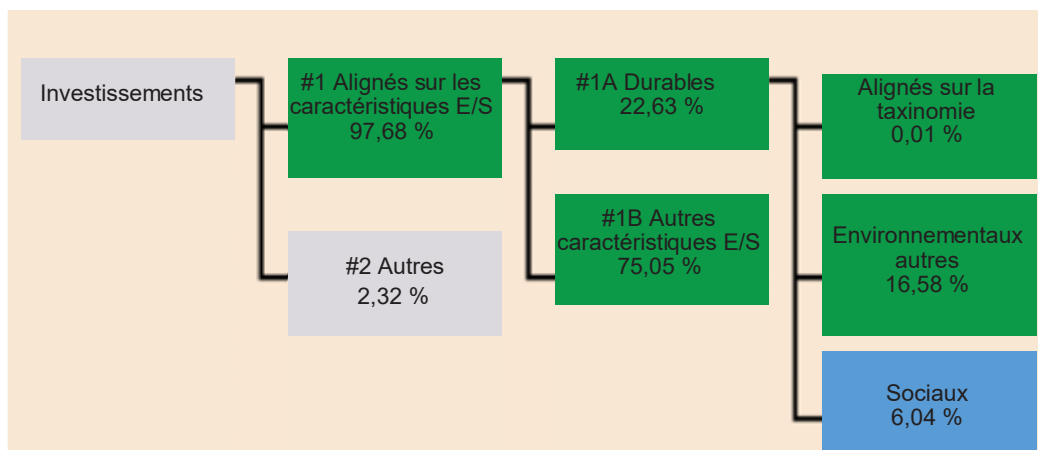 Investissements
#1 Alignés sur les
caractéristiques E/S
97,68 %
#2 Autres
2,32 %
#1A Durables
22,63 %
#1B Autres
caractéristiques E/S
75,05 %
Alignés sur la
taxinomie
0,01 %
Environnementaux
autres
16,58 %
Sociaux
6,04 %